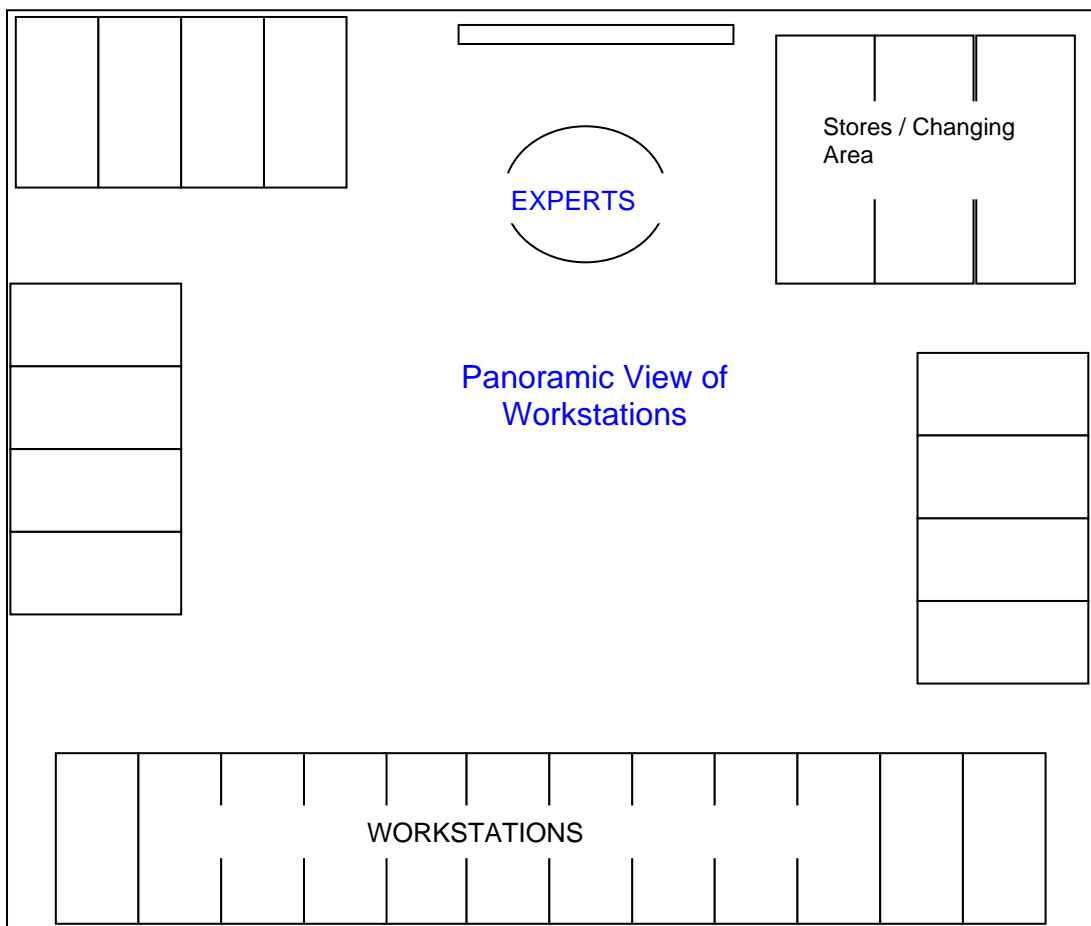 Stores / Changing
Area
EXPERTS
Panoramic View of
Workstations
WORKSTATIONS